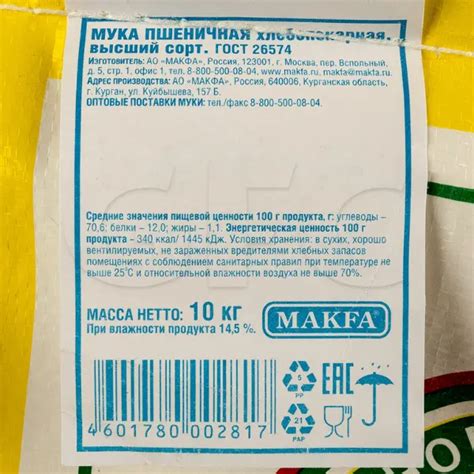 МУКА ПШЕНИЧНАЯ хлебопекарная.
высший сорт. ГОСТ 26574
ИЗГОТОВИТЕЛЬ: АО «МАКФА», Россия, 123001, г. Москва, пер. Вспольный,
д. 5, стр. 1, офис 1, тел. 8-800-500-08-04, www.makfa.ru, makfa@makfa.ru.
АДРЕС ПРОИЗВОДСТВА: АО «МАКФА», Россия, 640006, Курганская область,
г. Курган, ул. Куйбышева, 157 Б.
ОПТОВЫЕ ПОСТАВКИ МУКИ: тел./факс 8-800-500-08-04.
Средние значения пищевой ценности 100 г продукта, г: углеводы -
70,6; белки - 12,0; жиры - 1,1. Энергетическая ценность 100 г
продукта - 340 ккал/ 1445 кДж. Условия хранения: в сухих, хорошо
вентилируемых, не зараженных вредителями хлебных запасов
помещениях с соблюдением санитарных правил при температуре не
выше 25°С и относительной влажности воздуха не выше 70%.
МАССА НЕТТО: 10 КГ
При влажности продукта 14,5 %.
MAKFA
5
PP
EAC
21
PAP
4601780002817